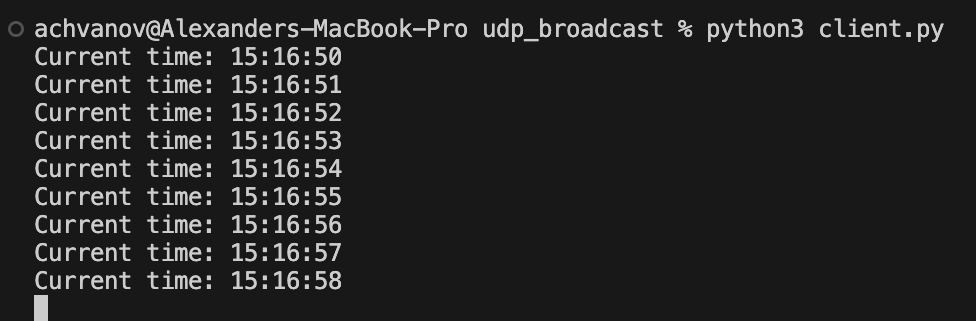 achvanov@Alexanders-MacBook-Pro udp_broadcast % python3 client.py
Current time: 15:16:50
Current time: 15:16:51
Current time: 15:16:52
Current time: 15:16:53
Current time: 15:16:54
Current time: 15:16:55
Current time: 15:16:56
Current time: 15:16:57
Current time: 15:16:58